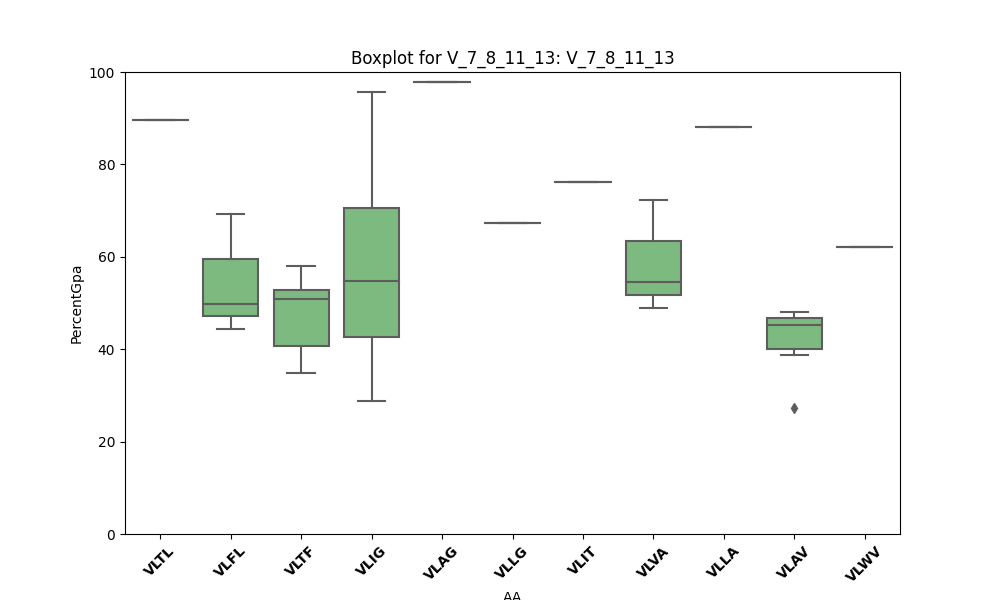 Boxplot for V_7_8_11_13: V_7_8_11_13
100
80
60
40
20
0
PercentGpa
VLTL
VLFL
VLTF
VLIG
VLAG
VLLG
VLIT
VLVA
VLLA
VLAV
VLWV
AA